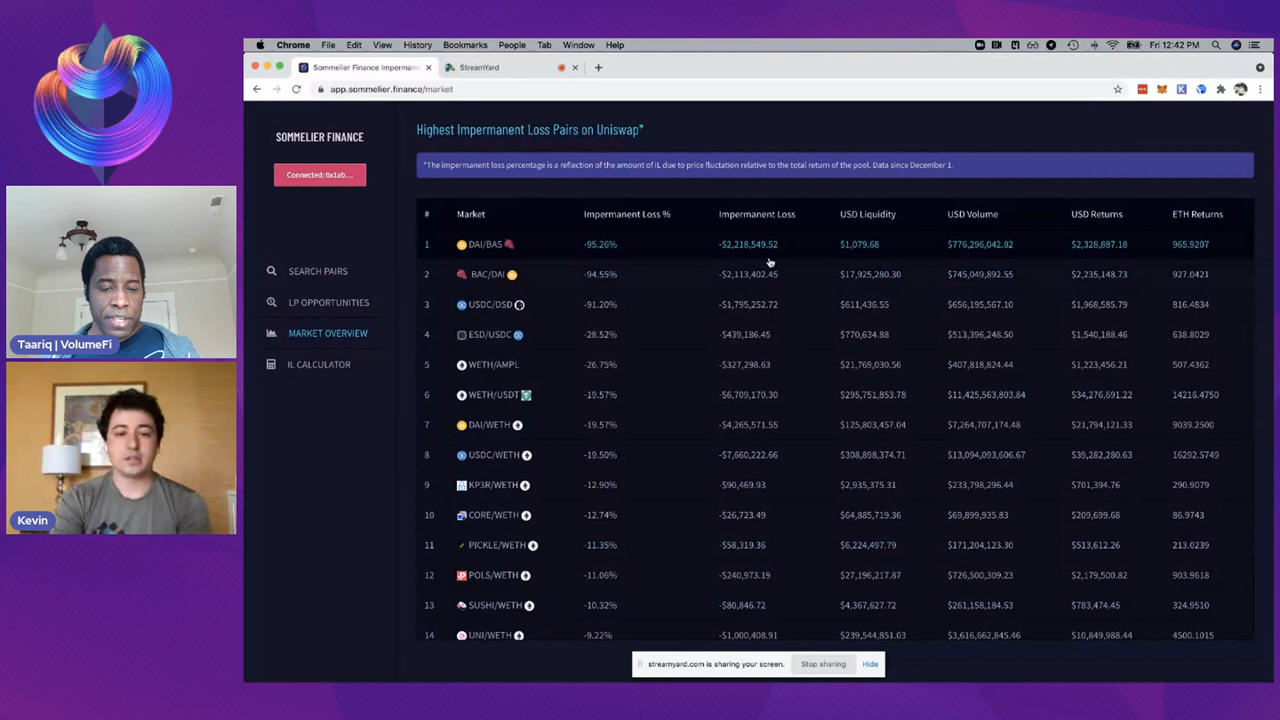 Chrome File Edit View History Bookmarks People Tab Window Help
Fri 12:42 PM
Sommelier Finance Imperman
StreamYard
app.sommelier.finance/market
SOMMELIER FINANCE
Connected: 0x1ab...
SEARCH PAIRS
LP OPPORTUNITIES
MARKET OVERVIEW
IL CALCULATOR
Highest Impermanent Loss Pairs on Uniswap*
*The impermanent loss percentage is a reflection of the amount of IL due to price fluctation relative to the total return of the pool. Data since December 1.
# Market Impermanent Loss % Impermanent Loss USD Liquidity USD Volume USD Returns ETH Returns
1 DAI/BAS -95.26% -$2,218,549.52 $1,079.68 $776,296,042.82 $2,328,887.18 965.9207
2 BAC/DAI -94.55% -$2,113,402.45 $17,925,280.30 $745,049,892.55 $2,235,148.73 927.0421
3 USDC/DSD -91.20% -$1,795,252.72 $611,436.55 $656,195,567.10 $1,968,585.79 816.4834
4 ESD/USDC -28.52% -$439,186.45 $770,634.88 $513,396,248.50 $1,540,188.46 638.8029
5 WETH/AMPL -26.75% -$327,298.63 $21,769,030.56 $407,818,824.44 $1,223,456.21 507.4362
6 WETH/USDT -19.57% -$6,709,170.30 $295,751,853.78 $11,425,563,803.84 $34,276,691.22 14216.4750
7 DAI/WETH -19.57% -$4,265,571.55 $125,803,457.04 $7,264,707,174.48 $21,794,121.33 9039.2500
8 USDC/WETH -19.50% -$7,660,222.66 $308,898,374.71 $13,094,093,606.67 $39,282,280.63 16292.5749
9 KP3R/WETH -12.90% -$90,469.93 $2,935,375.31 $233,798,296.44 $701,394.76 290.9079
10 CORE/WETH -12.74% -$26,723.49 $64,885,719.36 $69,899,935.83 $209,699.68 86.9743
11 PICKLE/WETH -11.35% -$58,319.36 $6,224,497.79 $171,204,123.30 $513,612.26 213.0239
12 POLS/WETH -11.06% -$240,973.19 $27,196,217.87 $726,500,309.23 $2,179,500.82 903.9618
13 SUSHI/WETH -10.32% -$80,846.72 $4,367,627.72 $261,158,184.53 $783,474.45 324.9510
14 UNI/WETH -9.22% -$1,000,408.91 $239,544,851.03 $3,616,662,845.46 $10,849,988.44 4500.1015
streamyard.com is sharing your screen. Stop sharing Hide
Taariq | VolumeFi
Kevin